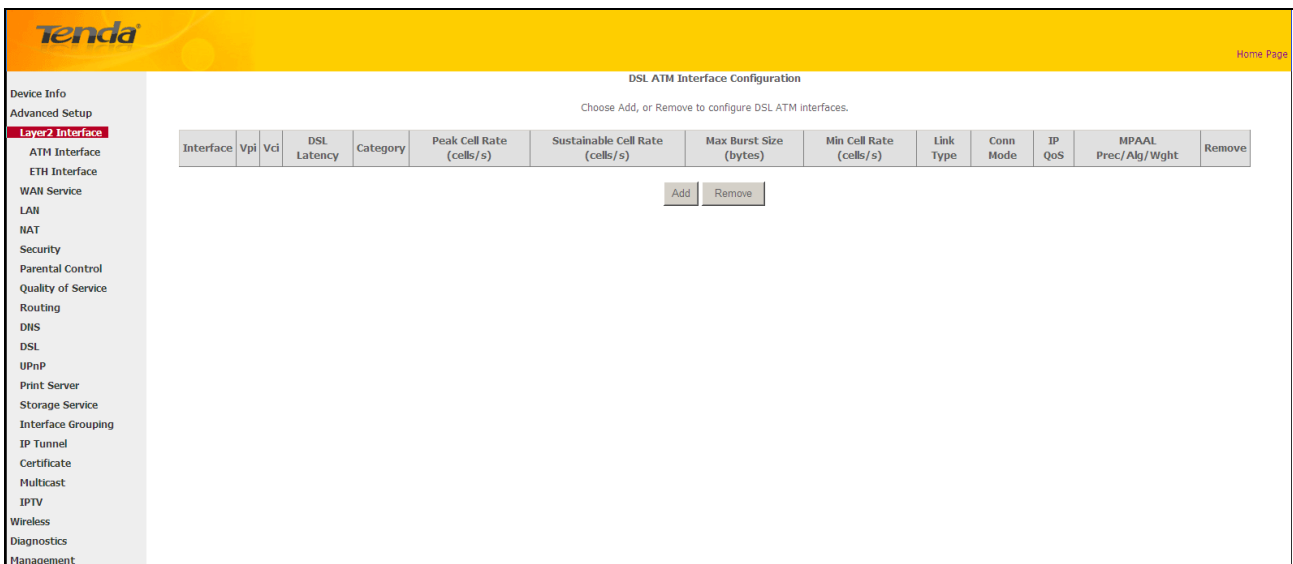 Tenda
Home Page
Device Info
Advanced Setup
Layer2 Interface
ATM Interface
ETH Interface
WAN Service
LAN
NAT
Security
Parental Control
Quality of Service
Routing
DNS
DSL
UPnP
Print Server
Storage Service
Interface Grouping
IP Tunnel
Certificate
Multicast
IPTV
Wireless
Diagnostics
Management
DSL ATM Interface Configuration
Choose Add, or Remove to configure DSL ATM interfaces.
Interface Vpi Vci DSL Latency Category Peak Cell Rate (cells/s) Sustainable Cell Rate (cells/s) Max Burst Size (bytes) Min Cell Rate (cells/s) Link Type Conn Mode IP QoS MPAAL Prec/Alg/Wght Remove
Add Remove